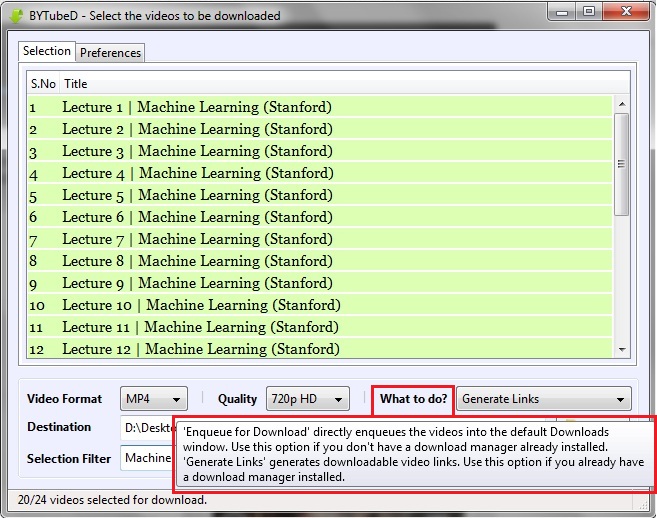 BYTubeD - Select the videos to be downloaded
Selection Preferences
S.No Title
1 Lecture 1 | Machine Learning (Stanford)
2 Lecture 2 | Machine Learning (Stanford)
3 Lecture 3 | Machine Learning (Stanford)
4 Lecture 4 | Machine Learning (Stanford)
5 Lecture 5 | Machine Learning (Stanford)
6 Lecture 6 | Machine Learning (Stanford)
7 Lecture 7 | Machine Learning (Stanford)
8 Lecture 8 | Machine Learning (Stanford)
9 Lecture 9 | Machine Learning (Stanford)
10 Lecture 10 | Machine Learning (Stanford)
11 Lecture 11 | Machine Learning (Stanford)
12 Lecture 12 | Machine Learning (Stanford)
Video Format MP4 Quality 720p HD What to do? Generate Links
Destination D:\Deskto
Selection Filter Machine
'Enqueue for Download' directly enqueues the videos into the default Downloads
window. Use this option if you don't have a download manager already installed.
'Generate Links' generates downloadable video links. Use this option if you already have
a download manager installed.
20/24 videos selected for download.